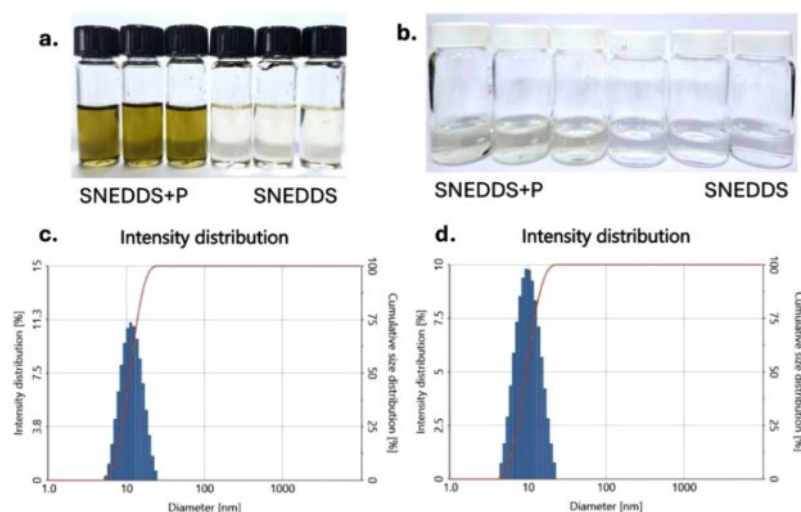 a.
b.
SNEDDS+P SNEDDS
SNEDDS+P SNEDDS
c.
Intensity distribution
15
11.3
7.5
3.8
0
Intensity distribution [%]
100
75
50
25
0
Cumulative size distribution [%]
1.0 10 100 1000
Diameter [nm]
d.
Intensity distribution
10
7.5
5
2.5
0
Intensity distribution [%]
100
75
50
25
0
Cumulative size distribution [%]
1.0 10 100 1000
Diameter [nm]